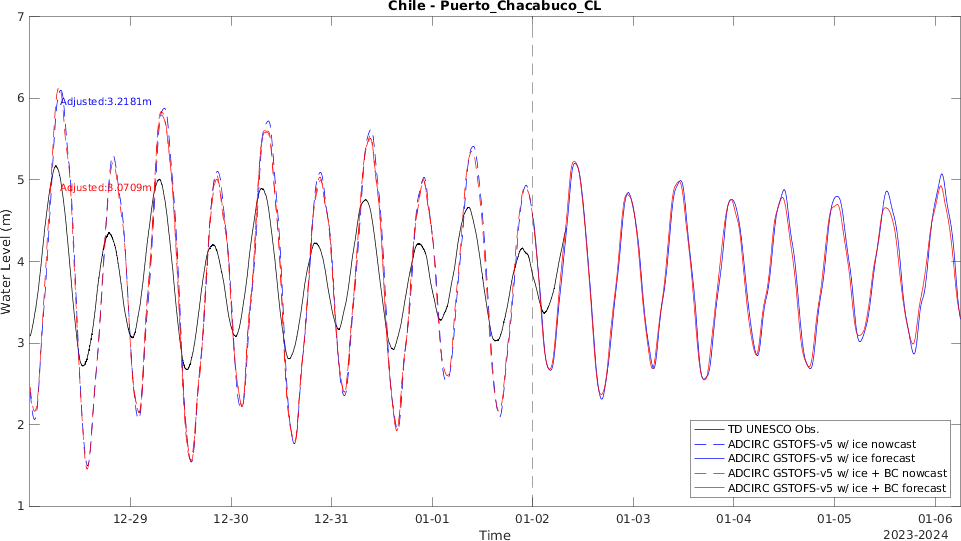 Chile - Puerto_Chacabuco_CL
7
6
5
4
3
2
1
Water Level (m)
Adjusted:3.2181m
Adjusted:3.0709m
TD UNESCO Obs.
ADCIRC GSTOFS-v5 w/ ice nowcast
ADCIRC GSTOFS-v5 w/ ice forecast
ADCIRC GSTOFS-v5 w/ ice + BC nowcast
ADCIRC GSTOFS-v5 w/ ice + BC forecast
12-29 12-30 12-31 01-01 01-02 01-03 01-04 01-05 01-06
Time
2023-2024